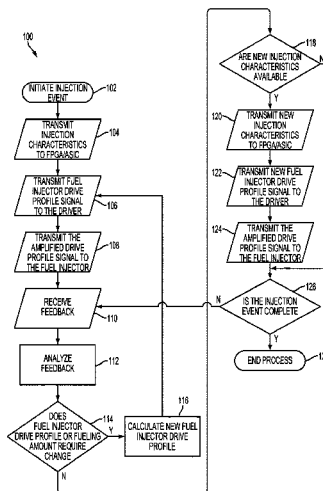 100
INITIATE INJECTION
EVENT
102
TRANSMIT
INJECTION
CHARACTERISTICS
TO FPGA/ASIC
104
TRANSMIT FUEL
INJECTOR DRIVE
PROFILE SIGNAL
TO THE DRIVER
106
TRANSMIT THE
AMPLIFIED DRIVE
PROFILE SIGNAL TO
THE FUEL INJECTOR
108
RECEIVE
FEEDBACK
110
ANALYZE
FEEDBACK
112
DOES
FUEL INJECTOR
DRIVE PROFILE OR FUELING
AMOUNT REQUIRE
CHANGE
114
Y
N
116
CALCULATE NEW FUEL
INJECTOR DRIVE
PROFILE
118
ARE NEW INJECTION
CHARACTERISTICS
AVAILABLE
N
Y
120
TRANSMIT NEW
INJECTION
CHARACTERISTICS
TO FPGA/ASIC
122
TRANSMIT NEW FUEL
INJECTOR DRIVE
PROFILE SIGNAL TO
THE DRIVER
124
TRANSMIT THE
AMPLIFIED DRIVE
PROFILE SIGNAL TO
THE FUEL INJECTOR
126
N
IS THE INJECTION
EVENT COMPLETE
Y
END PROCESS